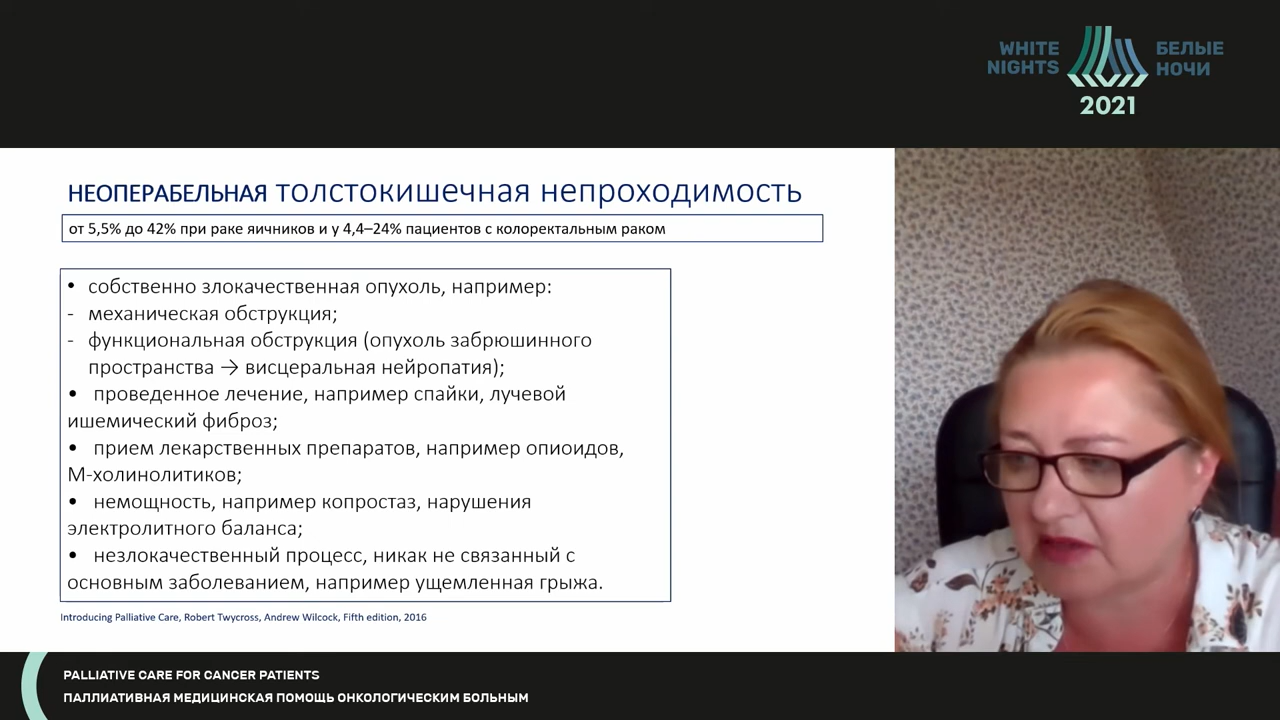 WHITE NIGHTS
2021
БЕЛЫЕ НОЧИ
НЕОПЕРАБЕЛЬНАЯ толстокишечная непроходимость
от 5,5% до 42% при раке яичников и у 4,4–24% пациентов с колоректальным раком
• собственно злокачественная опухоль, например:
- механическая обструкция;
- функциональная обструкция (опухоль забрюшинного
пространства → висцеральная нейропатия);
• проведенное лечение, например спайки, лучевой
ишемический фиброз;
• прием лекарственных препаратов, например опиоидов,
М-холинолитиков;
• немощность, например копростаз, нарушения
электролитного баланса;
• незлокачественный процесс, никак не связанный с
основным заболеванием, например ущемленная грыжа.
Introducing Palliative Care, Robert Twycross, Andrew Wilcock, Fifth edition, 2016
PALLIATIVE CARE FOR CANCER PATIENTS
ПАЛЛИАТИВНАЯ МЕДИЦИНСКАЯ ПОМОЩЬ ОНКОЛОГИЧЕСКИМ БОЛЬНЫМ